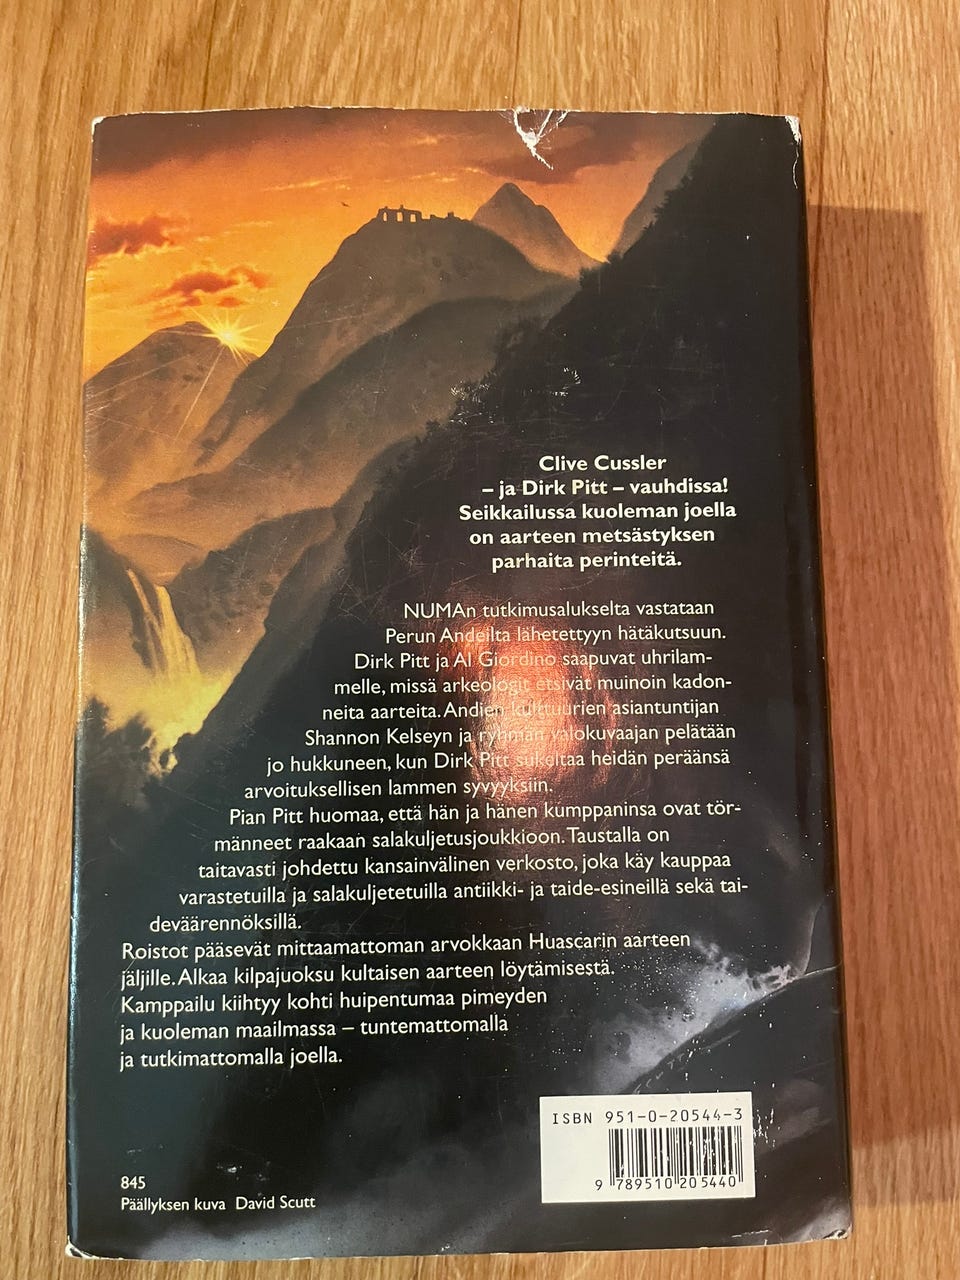 Clive Cussler
– ja Dirk Pitt – vauhdissa!
Seikkailussa kuoleman joella
on aarteen metsästyksen
parhaita perinteitä.
NUMAn tutkimusalukselta vastataan
Perun Andeilta lähetettyyn hätäkutsuun.
Dirk Pitt ja Al Giordino saapuvat uhrilam-
melle, missä arkeologit etsivät muinoin kadon-
neita aarteita. Andien kulttuurien asiantuntijan
Shannon Kelseyn ja ryhmän valokuvaajan pelätään
jo hukkuneen, kun Dirk Pitt sukeltaa heidän peräänsä
arvoituksellisen lammen syvyyksiin.
Pian Pitt huomaa, että hän ja hänen kumppaninsa ovat tör-
männeet raakaan salakuljetusjoukkioon. Taustalla on
taitavasti johdettu kansainvälinen verkosto, joka käy kauppaa
varastetuilla ja salakuljetetuilla antiikki- ja taide-esineillä sekä tai-
deväärennöksillä.
Roistot pääsevät mittaamattoman arvokkaan Huascarin aarteen
jäljille. Alkaa kilpajuoksu kultaisen aarteen löytämisestä.
Kamppailu kiihtyy kohti huipentumaa pimeyden
ja kuoleman maailmassa – tuntemattomalla
ja tutkimattomalla joella.
ISBN 951-0-20544-3
9 789510 205440
845
Päällyksen kuva David Scutt